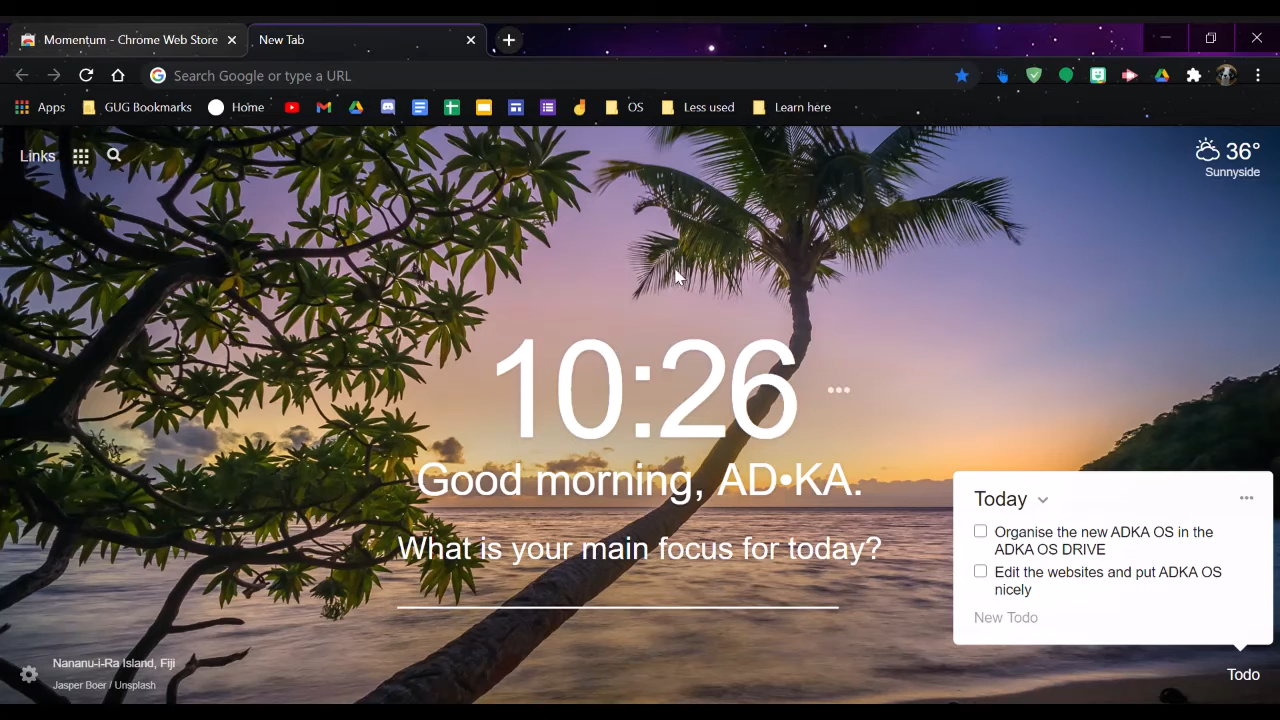 Momentum - Chrome Web Store
New Tab
Search Google or type a URL
Apps
GUG Bookmarks
Home
OS
Less used
Learn here
Links
36°
Sunnyside
10:26
Good morning, AD•KA.
What is your main focus for today?
Today
Organise the new ADKA OS in the
ADKA OS DRIVE
Edit the websites and put ADKA OS
nicely
New Todo
Nananu-i-Ra Island, Fiji
Jasper Boer / Unsplash
Todo